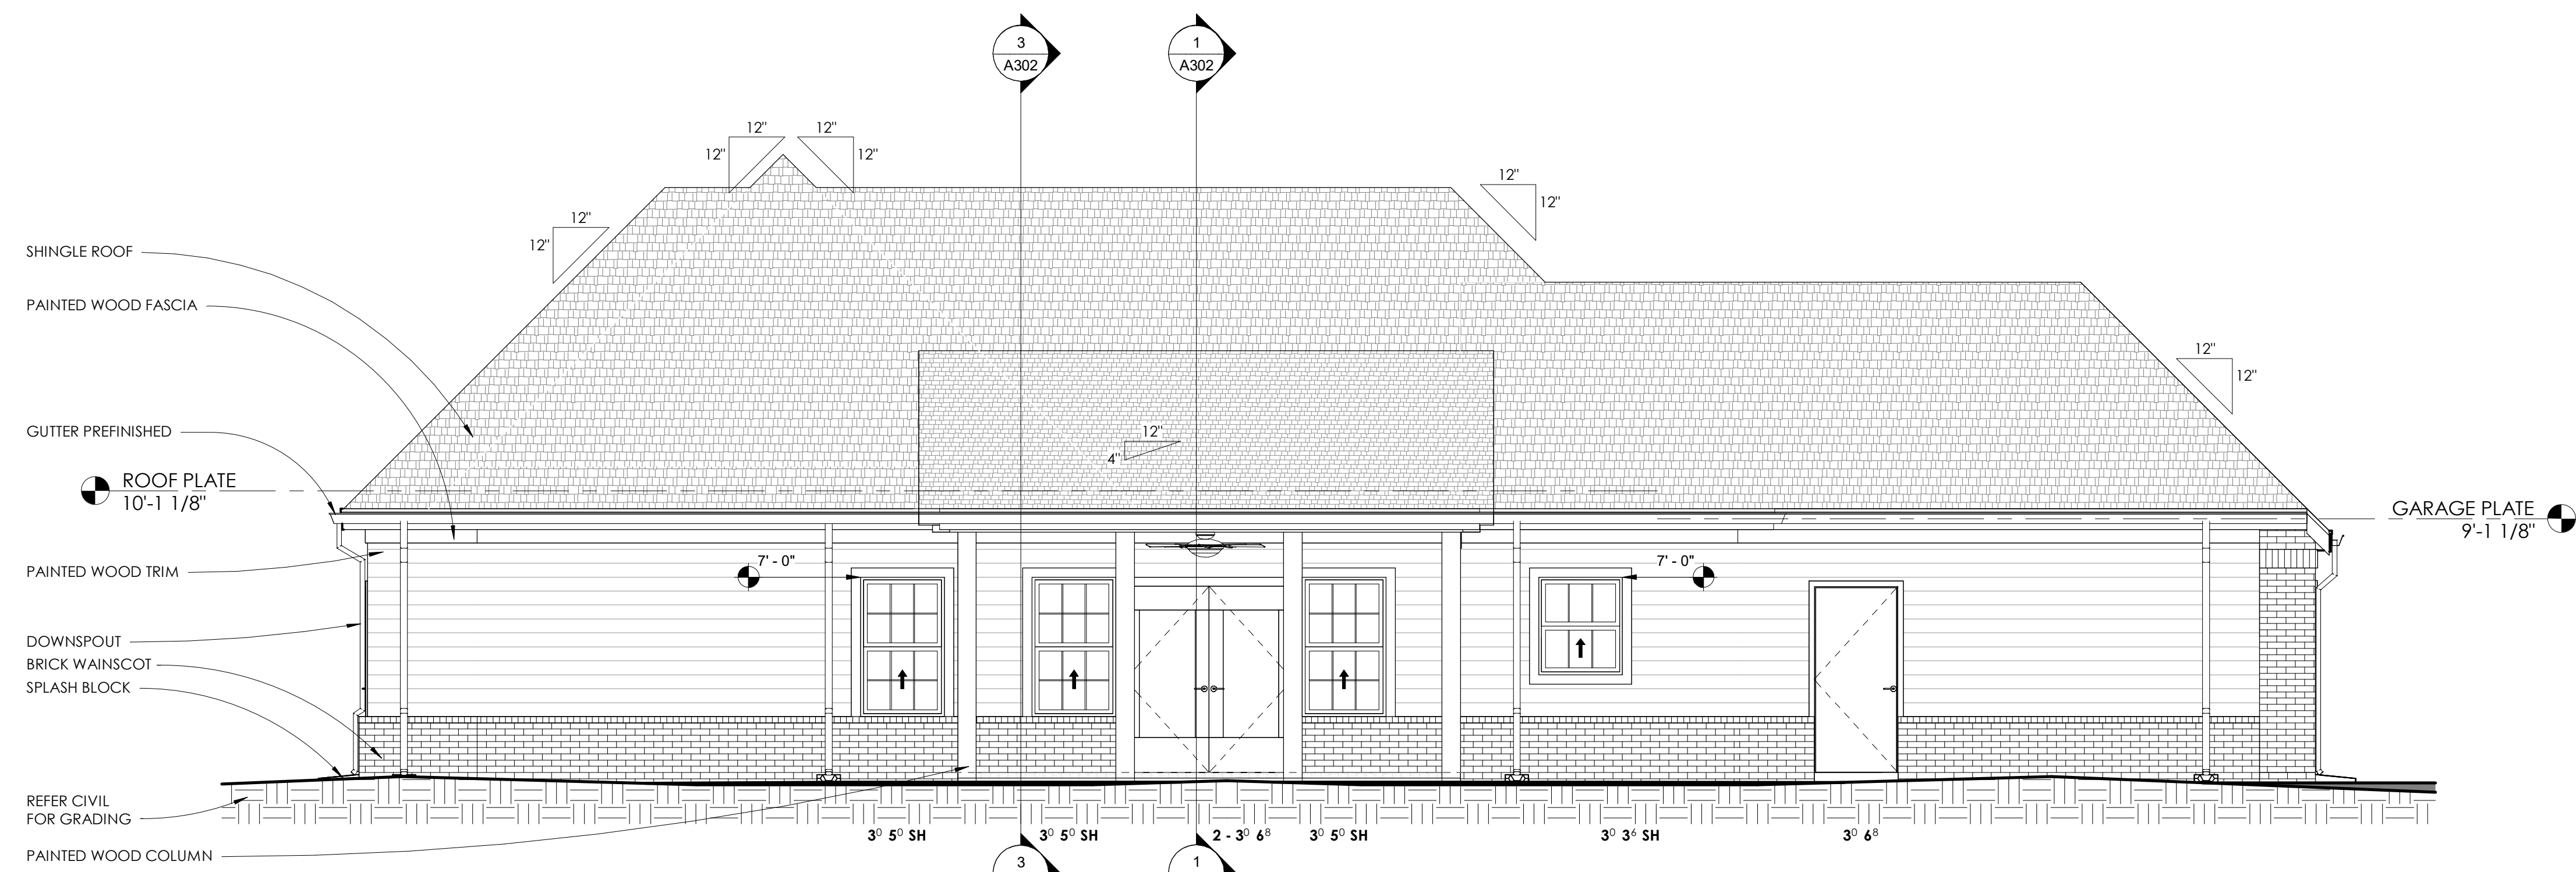 3
A302
1
A302
12"
12"
12"
12"
12"
12"
12"
12"
12"
12"
12"
4"
SHINGLE ROOF
PAINTED WOOD FASCIA
GUTTER PREFINISHED
ROOF PLATE
10'-1 1/8"
GARAGE PLATE
9'-1 1/8"
PAINTED WOOD TRIM
7' - 0"
7' - 0"
DOWNSPOUT
BRICK WAINSCOT
SPLASH BLOCK
REFER CIVIL
FOR GRADING
PAINTED WOOD COLUMN
3⁰ 5⁰ SH
3⁰ 5⁰ SH
2 - 3⁰ 6⁸
3⁰ 5⁰ SH
3⁰ 3⁶ SH
3⁰ 6⁸
3
1